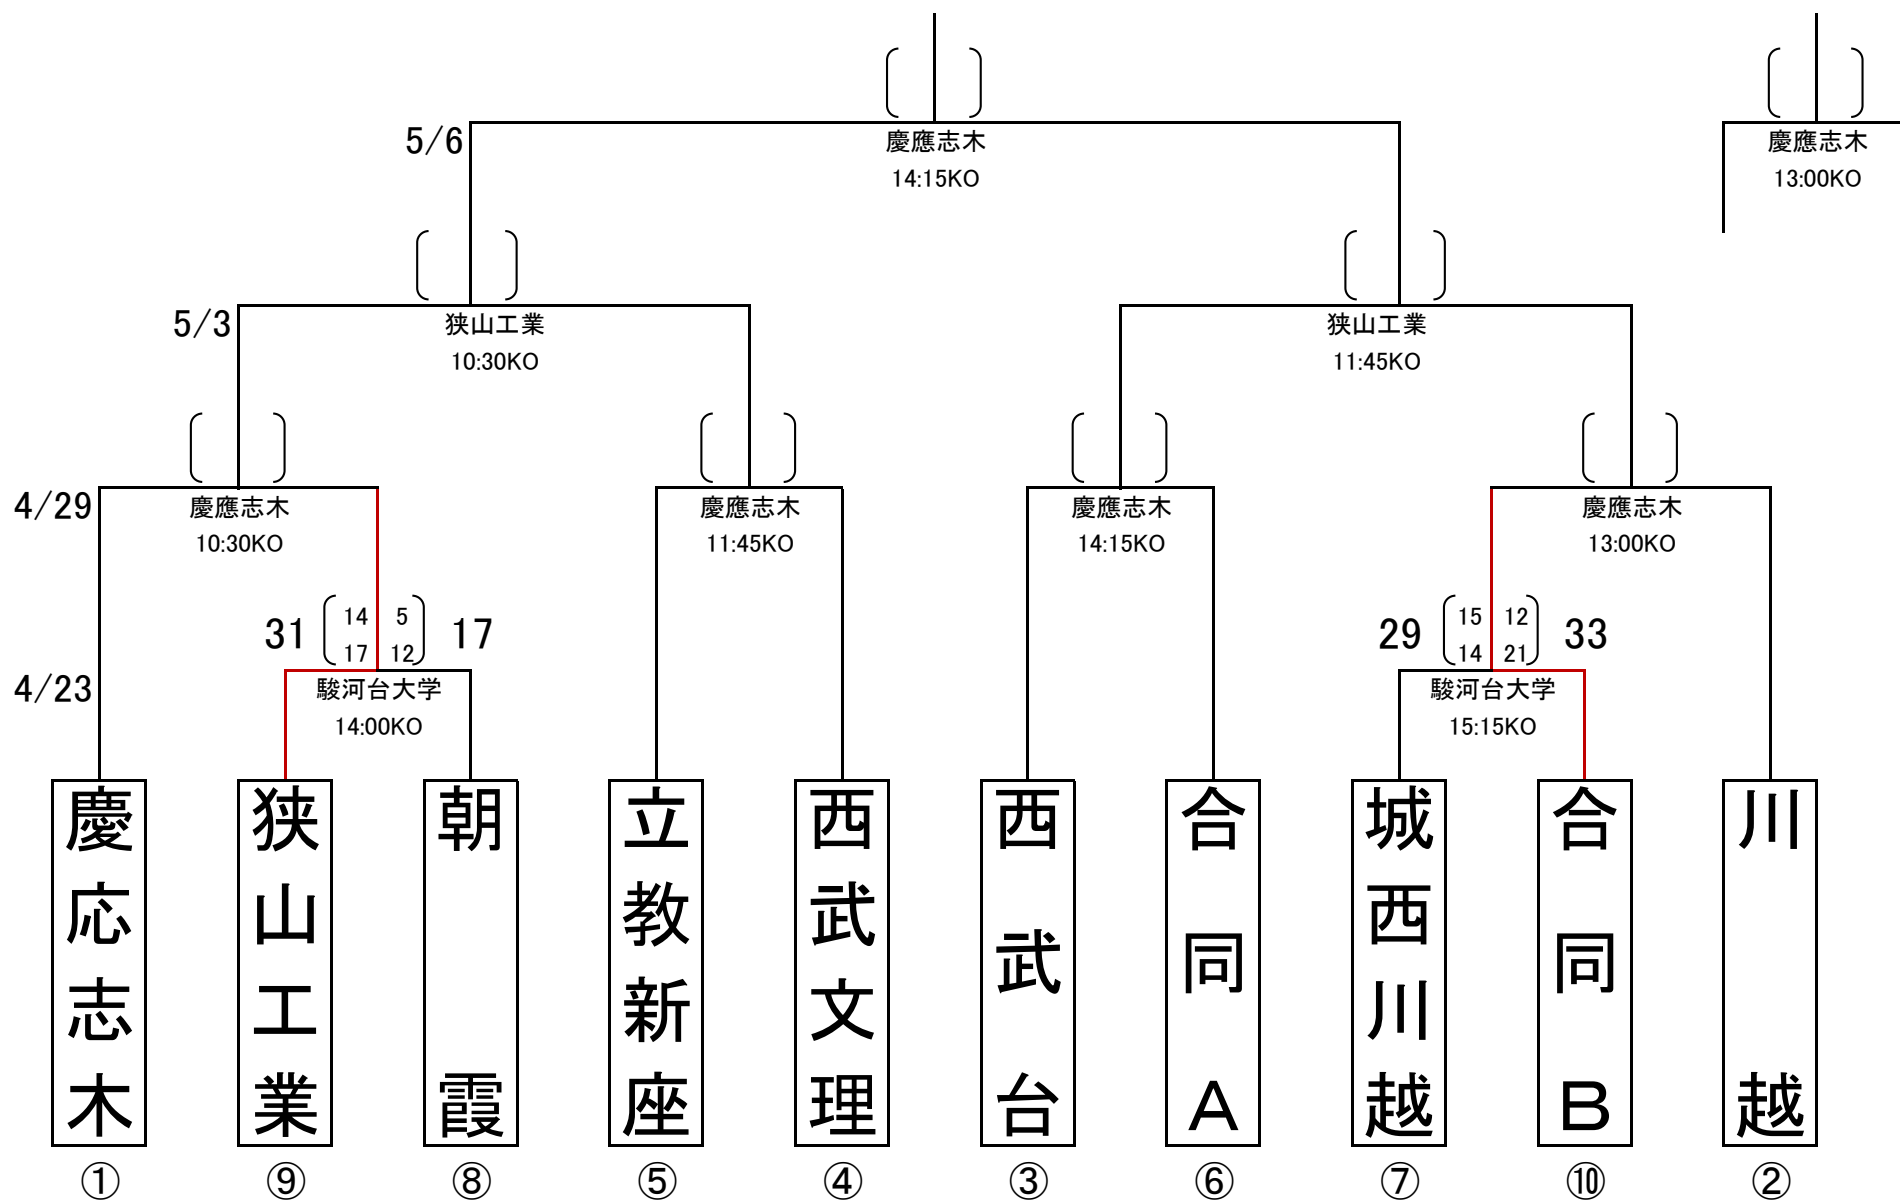 5/6
慶應志木
慶應志木
14:15KO
13:00KO
5/3
狭山工業
狭山工業
10:30KO
11:45KO
4/29
慶應志木
慶應志木
慶應志木
慶應志木
10:30KO
11:45KO
14:15KO
13:00KO
31
14 5
17 12
17
29
15 12
14 21
33
4/23
駿河台大学
駿河台大学
14:00KO
15:15KO
慶応志木
狭山工業
朝霞
立教新座
西武文理
西武台
合同A
城西川越
合同B
川越
① ⑨ ⑧ ⑤ ④ ③ ⑥ ⑦ ⑩ ②